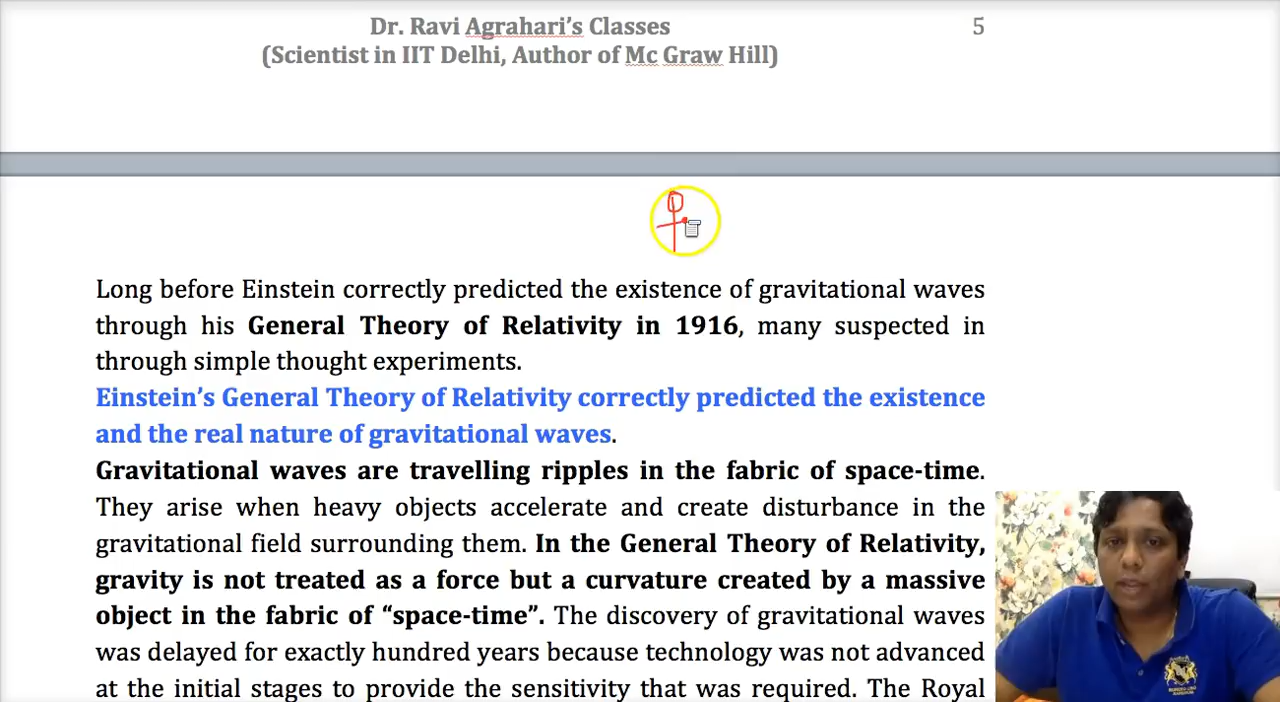 Dr. Ravi Agrahari's Classes
5
(Scientist in IIT Delhi, Author of Mc Graw Hill)
Long before Einstein correctly predicted the existence of gravitational waves
through his General Theory of Relativity in 1916, many suspected in
through simple thought experiments.
Einstein's General Theory of Relativity correctly predicted the existence
and the real nature of gravitational waves.
Gravitational waves are travelling ripples in the fabric of space-time.
They arise when heavy objects accelerate and create disturbance in the
gravitational field surrounding them. In the General Theory of Relativity,
gravity is not treated as a force but a curvature created by a massive
object in the fabric of “space-time”. The discovery of gravitational waves
was delayed for exactly hundred years because technology was not advanced
at the initial stages to provide the sensitivity that was required. The Royal